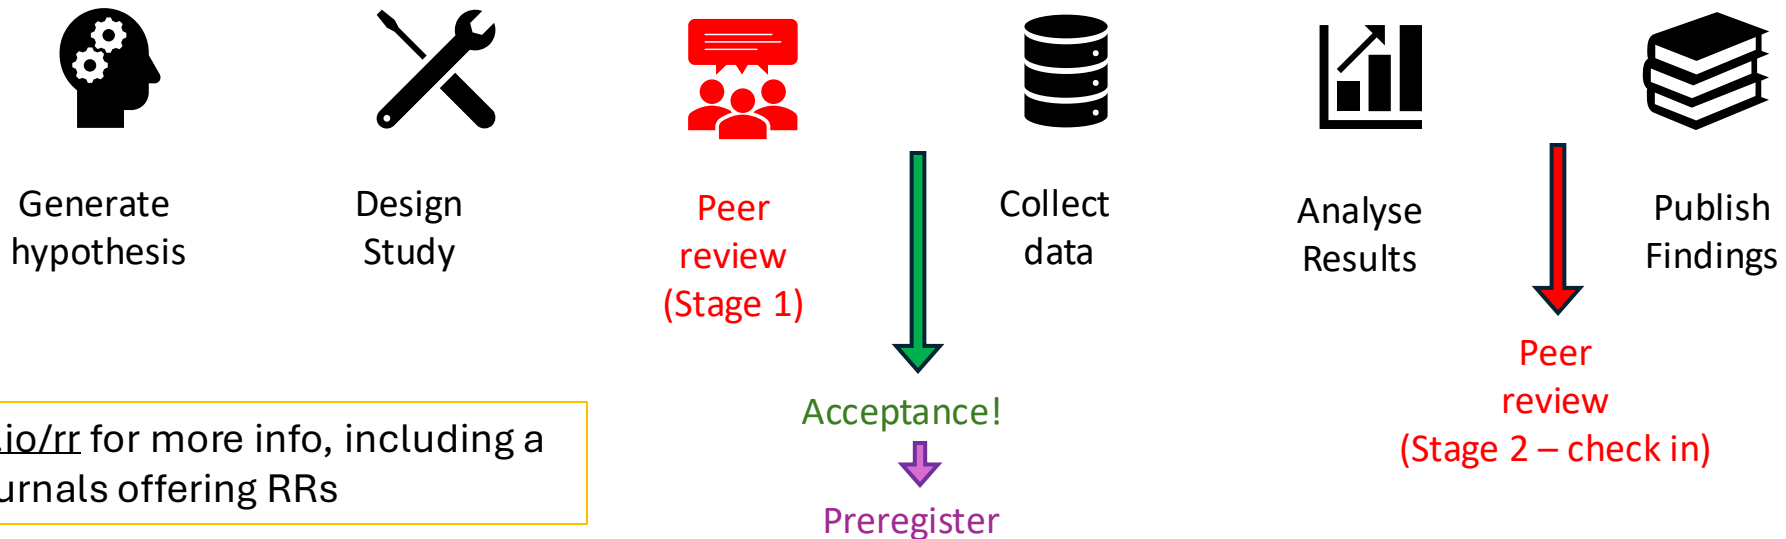 Generate
hypothesis
Design
Study
Peer
review
(Stage 1)
Collect
data
Analyse
Results
Publish
Findings
Acceptance!
Preregister
Peer
review
(Stage 2 – check in)
.io/rr for more info, including a
urnals offering RRs